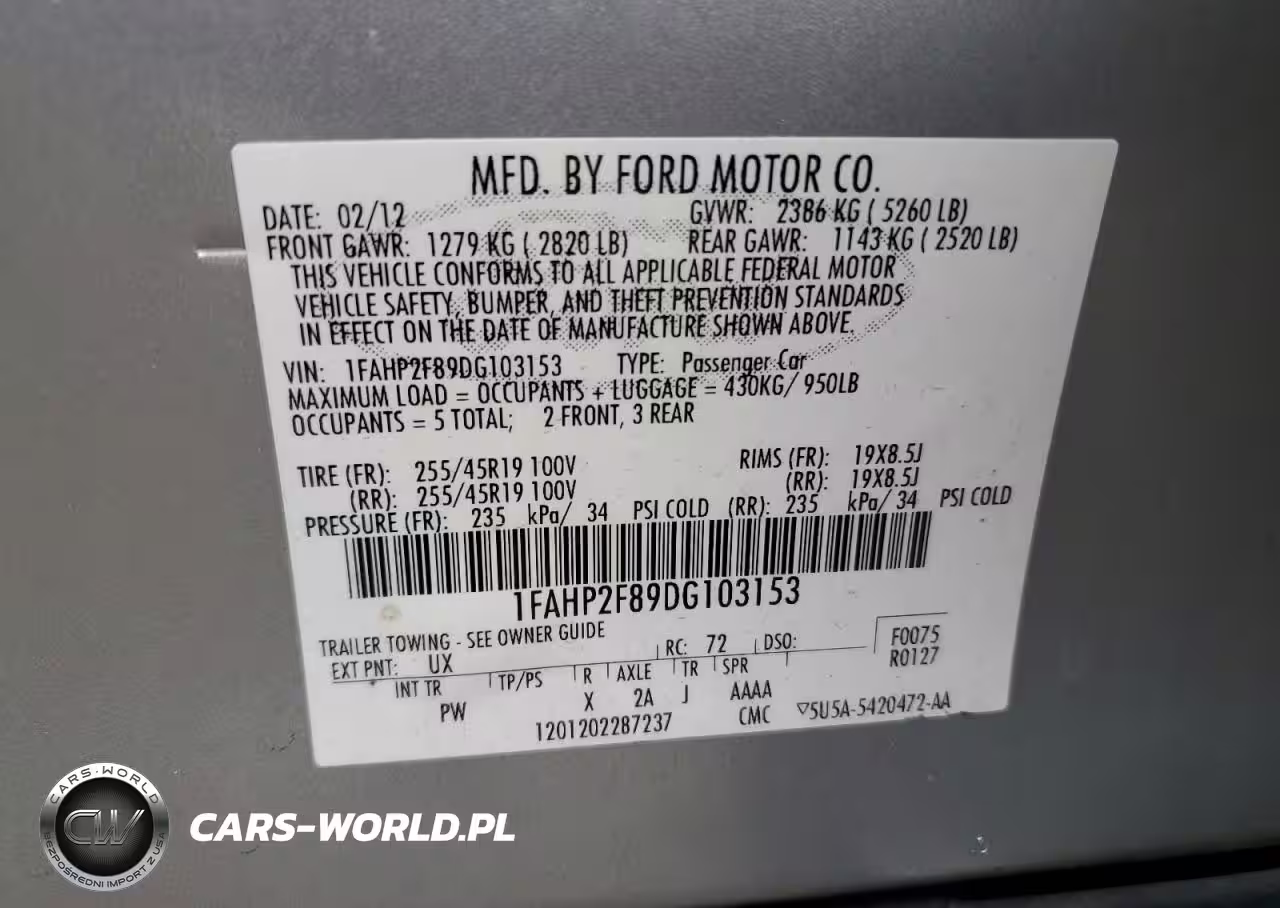 MFD. BY FORD MOTOR CO.
DATE: 02/12 GVWR: 2386 KG ( 5260 LB)
FRONT GAWR: 1279 KG ( 2820 LB) REAR GAWR: 1143 KG ( 2520 LB)
THIS VEHICLE CONFORMS TO ALL APPLICABLE FEDERAL MOTOR
VEHICLE SAFETY, BUMPER, AND THEFT PREVENTION STANDARDS
IN EFFECT ON THE DATE OF MANUFACTURE SHOWN ABOVE.
VIN: 1FAHP2F89DG103153 TYPE: Passenger Car
MAXIMUM LOAD = OCCUPANTS + LUGGAGE = 430KG/ 950LB
OCCUPANTS = 5 TOTAL; 2 FRONT, 3 REAR
TIRE (FR): 255/45R19 100V RIMS (FR): 19X8.5J
(RR): 255/45R19 100V (RR): 19X8.5J
PRESSURE (FR): 235 kPa/ 34 PSI COLD (RR): 235 kPa/ 34 PSI COLD
1FAHP2F89DG103153
TRAILER TOWING - SEE OWNER GUIDE
EXT PNT: UX RC: 72 DSO: F0075
R0127
INT TR TP/PS R AXLE TR SPR
PW X 2A J AAAA
1201202287237 CMC ▽5U5A-5420472-AA
CARS-WORLD
CW
BEZPOŚREDNI IMPORT Z USA
CARS-WORLD.PL